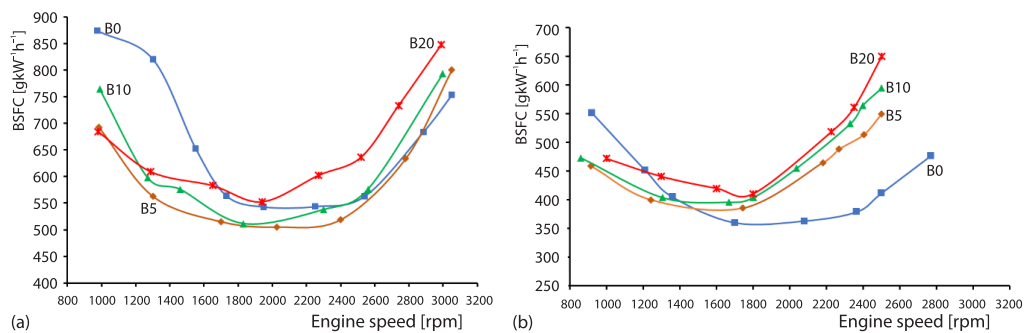 BSFC [gkW⁻¹h⁻¹]
900
850
800
750
700
650
600
550
500
450
400
B0
B10
B5
B20
800 1000 1200 1400 1600 1800 2000 2200 2400 2600 2800 3000 3200
(a)
Engine speed [rpm]
BSFC [gkW⁻¹h⁻¹]
700
650
600
550
500
450
400
350
300
250
B20
B10
B5
B0
800 1000 1200 1400 1600 1800 2000 2200 2400 2600 2800 3000 3200
(b)
Engine speed [rpm]